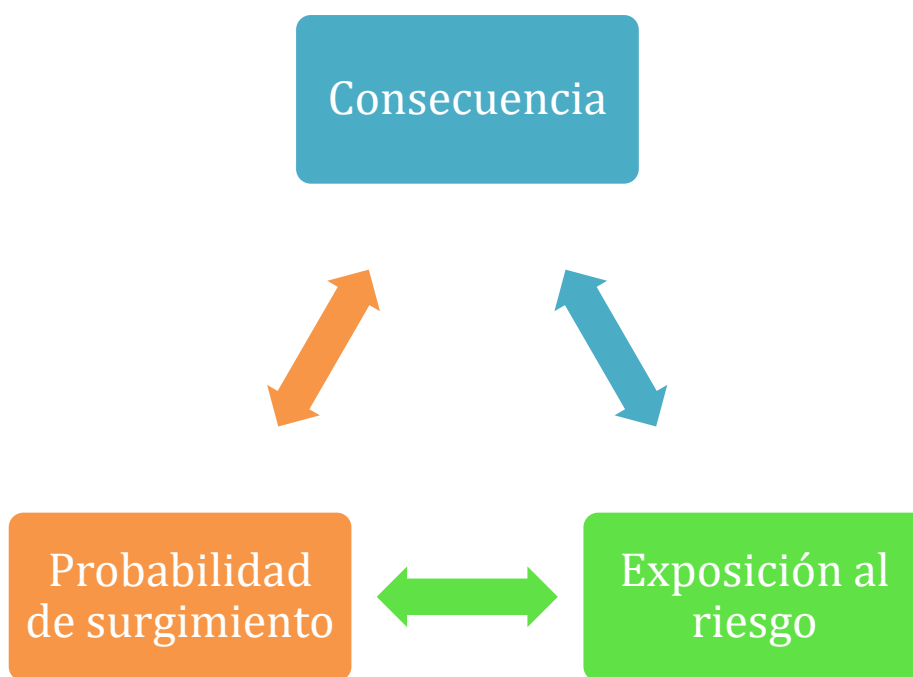 Consecuencia
Probabilidad
de surgimiento
Exposición al
riesgo